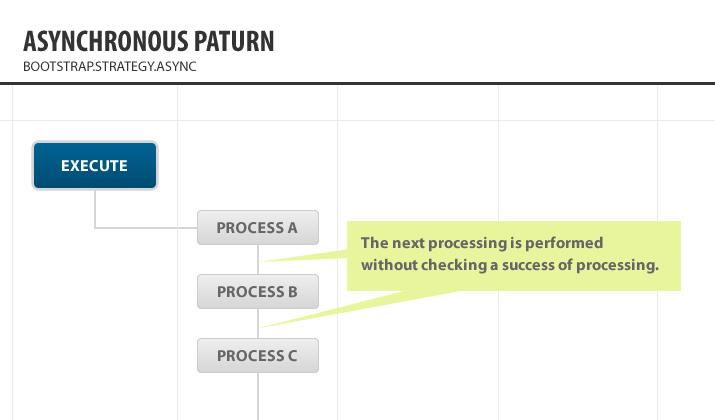 ASYNCHRONOUS PATURN
BOOTSTRAP.STRATEGY.ASYNC
EXECUTE
PROCESS A
The next processing is performed
without checking a success of processing.
PROCESS B
PROCESS C